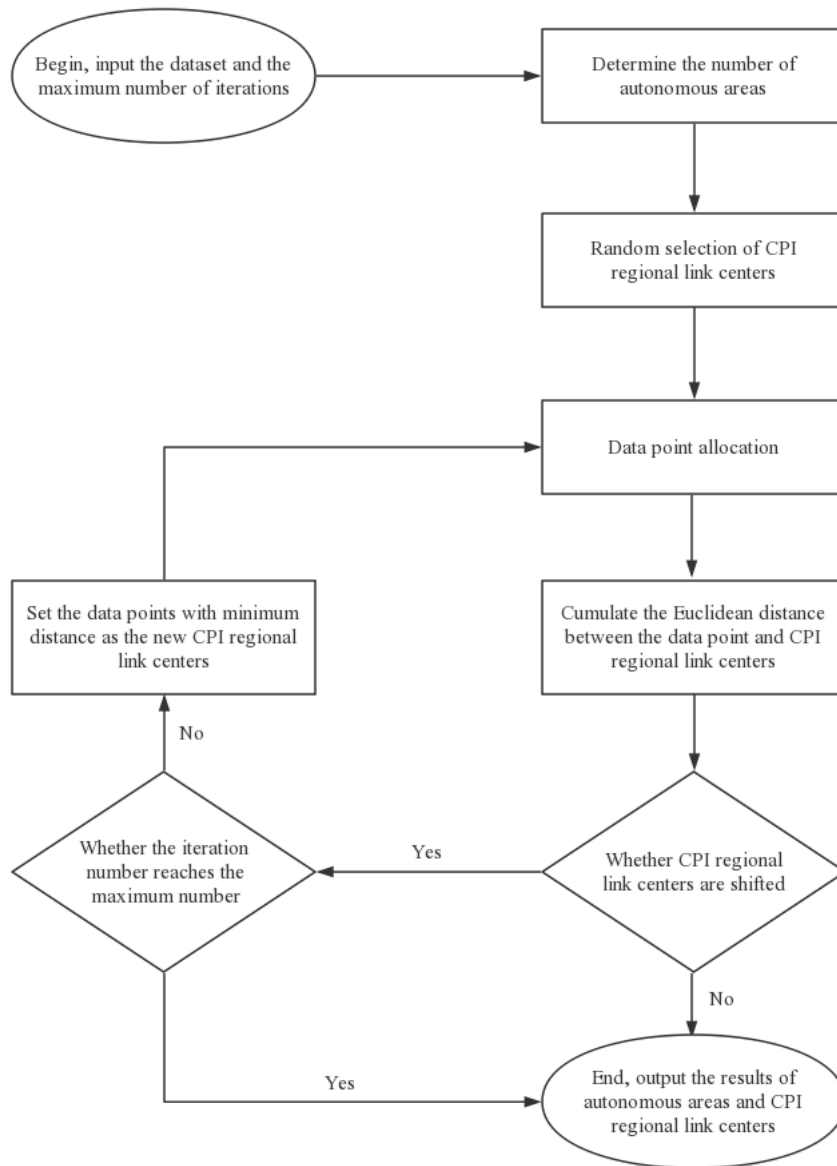 Begin, input the dataset and the
maximum number of iterations
Determine the number of
autonomous areas
Random selection of CPI
regional link centers
Data point allocation
Set the data points with minimum
distance as the new CPI regional
link centers
Cumulate the Euclidean distance
between the data point and CPI
regional link centers
No
Whether the iteration
number reaches the
maximum number
Yes
Whether CPI regional
link centers are shifted
No
Yes
End, output the results of
autonomous areas and CPI
regional link centers